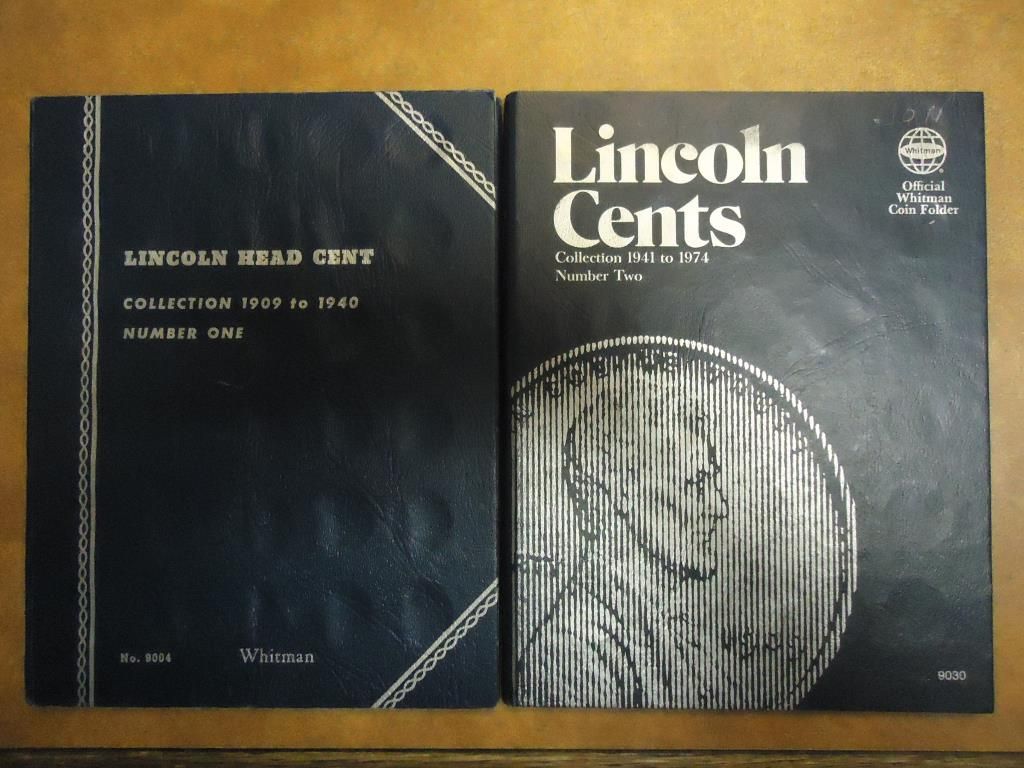 LINCOLN HEAD CENT
COLLECTION 1909 to 1940
NUMBER ONE
No. 9004
Whitman
Lincoln
Cents
Collection 1941 to 1974
Number Two
Whitman
Official
Whitman
Coin Folder
9030